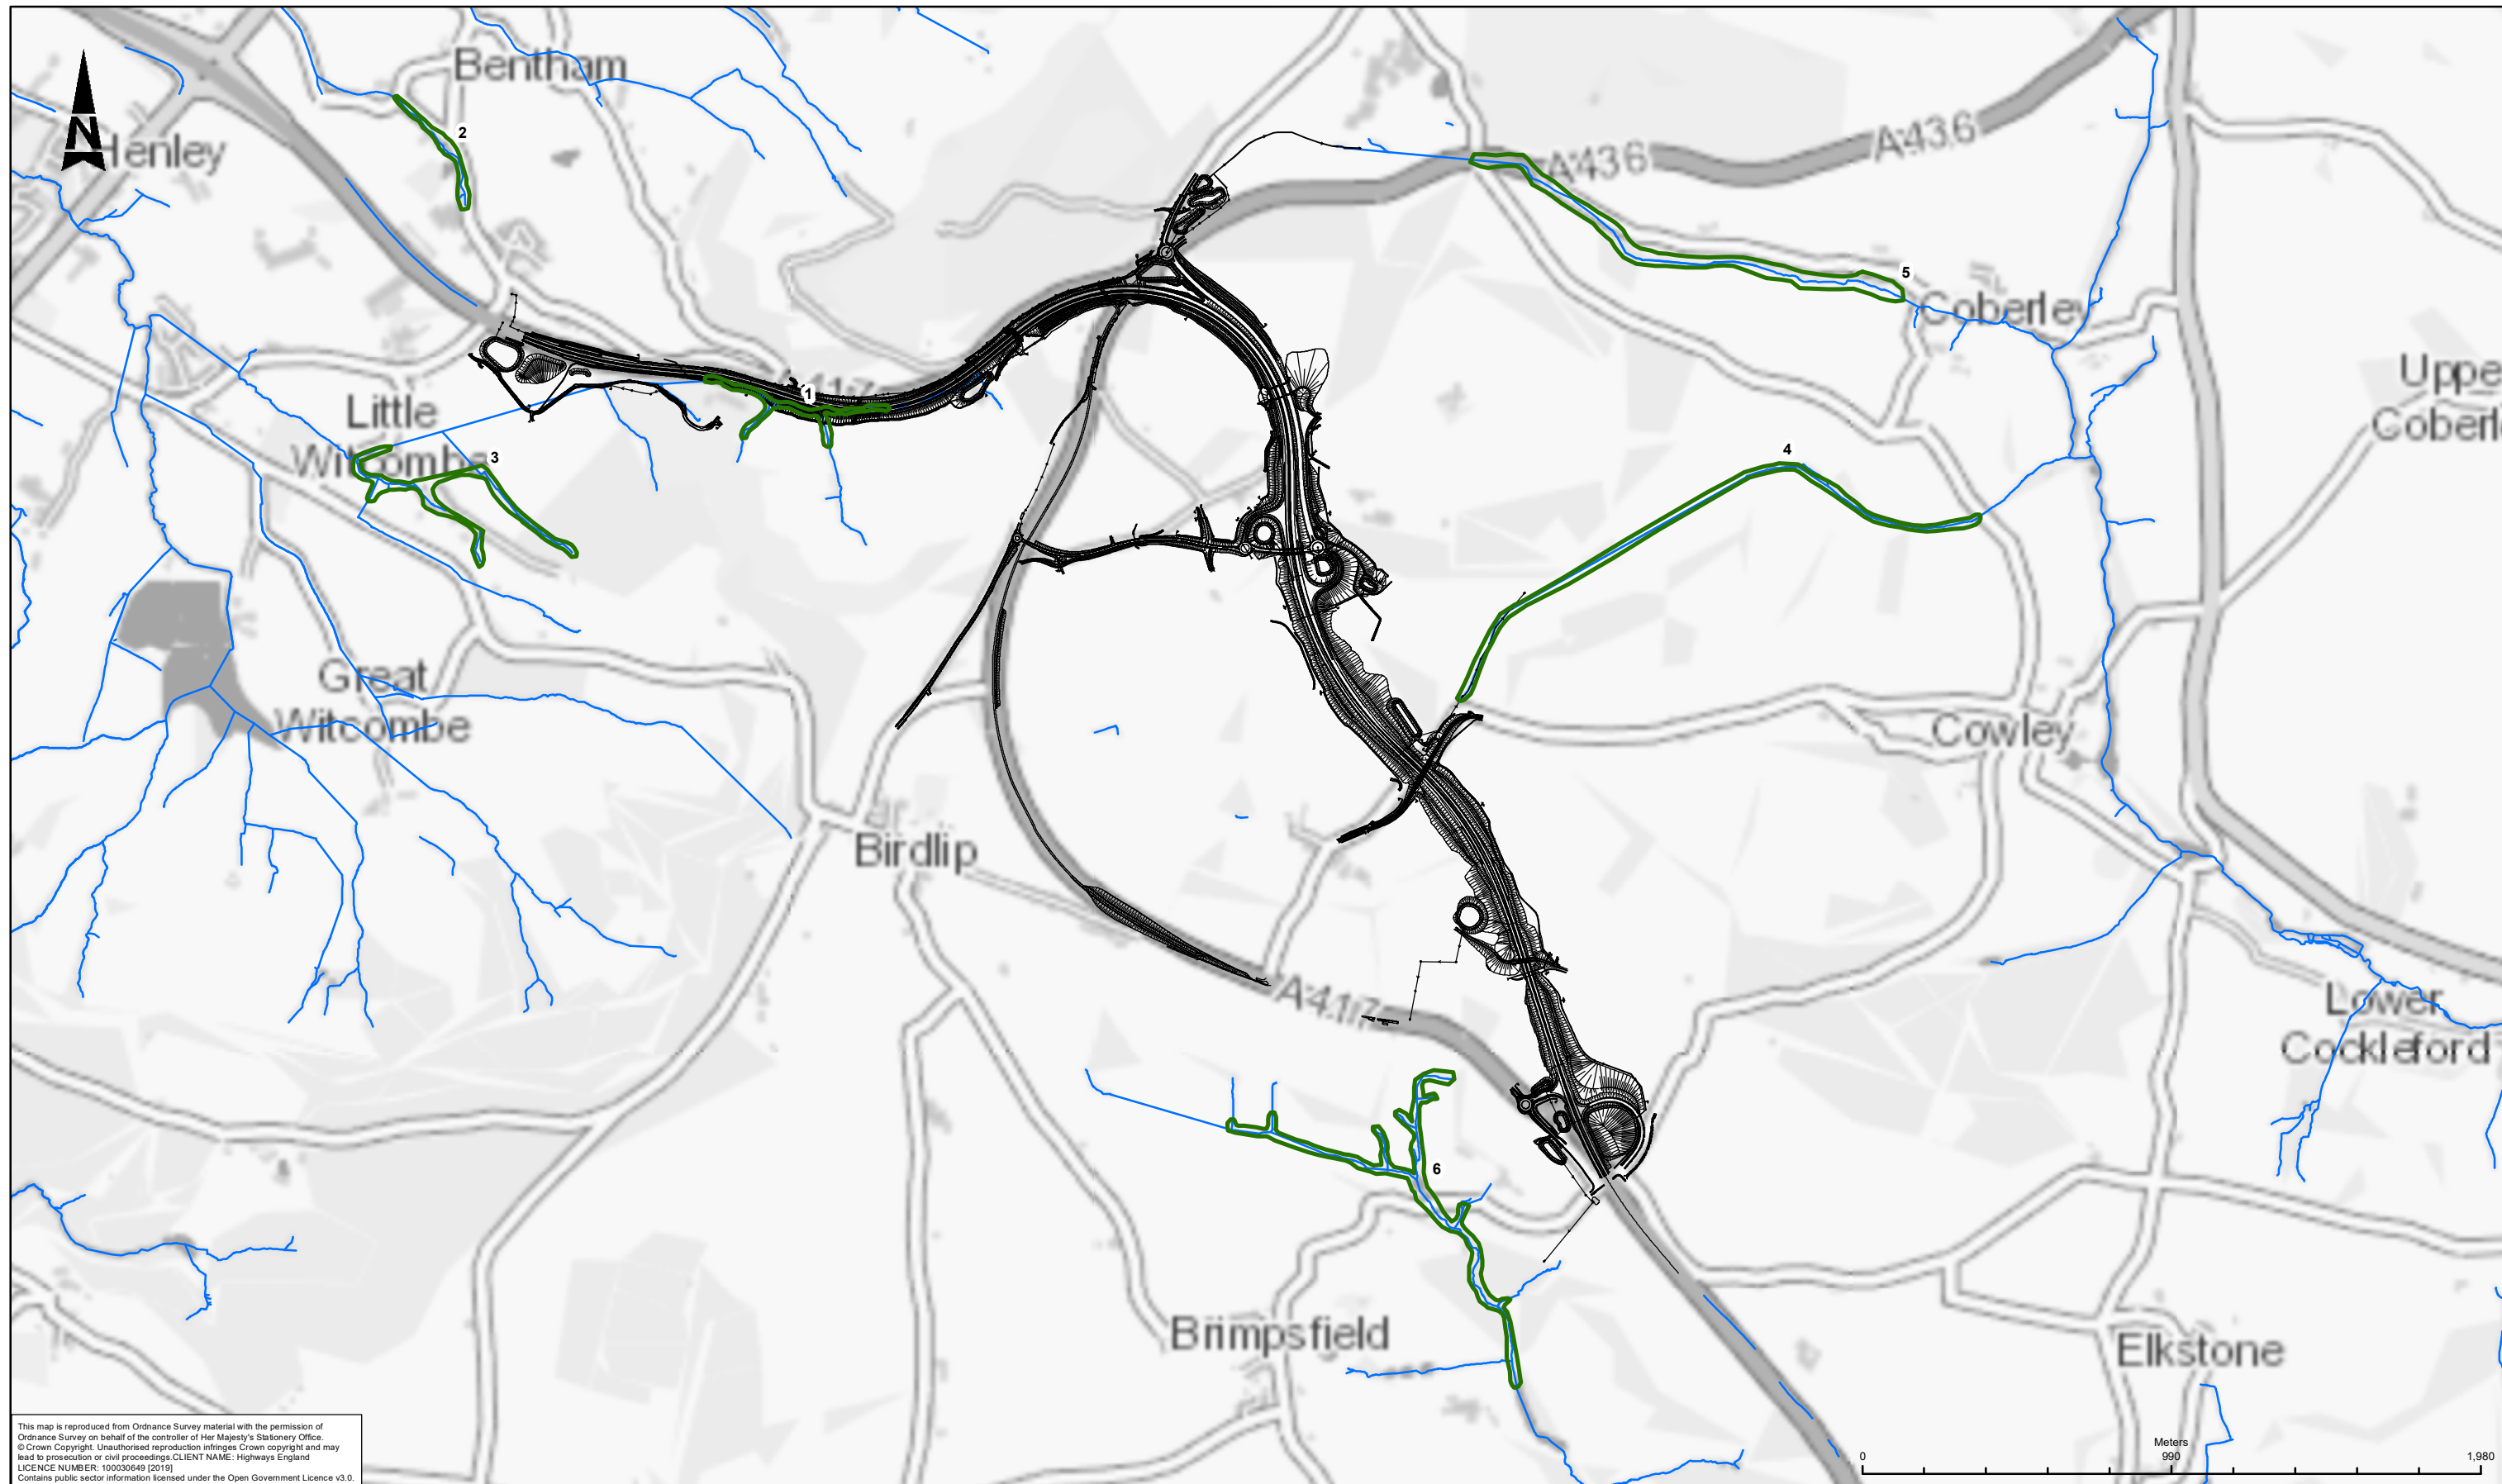 Bentham
2
Henley
N
A436
A436
5
Coberley
Little
Witcombe
3
A417
1
4
Uppe
Coberl
Great
Witcombe
Cowley
Birdlip
A417
Lower
Cockleford
6
Brimpsfield
Elkstone
This map is reproduced from Ordnance Survey material with the permission of
Ordnance Survey on behalf of the controller of Her Majesty's Stationery Office.
© Crown Copyright. Unauthorised reproduction infringes Crown copyright and may
lead to prosecution or civil proceedings.CLIENT NAME: Highways England
LICENCE NUMBER: 100030649 [2019]
Contains public sector information licensed under the Open Government Licence v3.0.
Meters
0 990 1,980